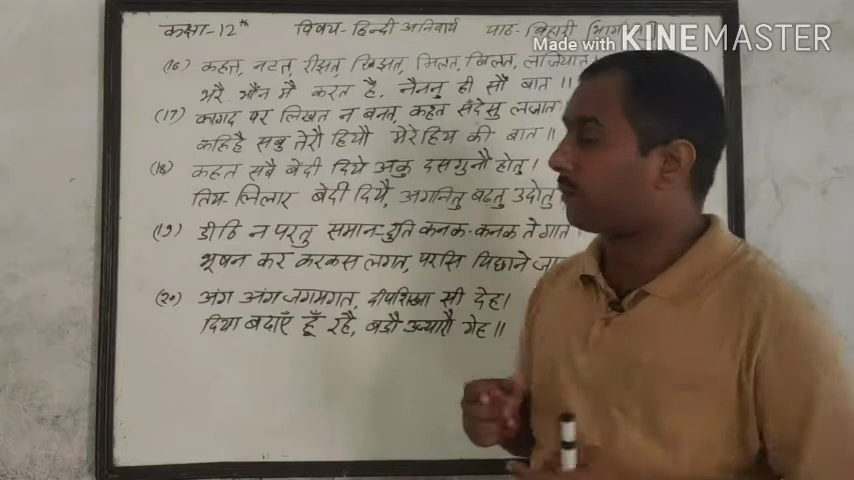 कक्षा-12th विषय-हिन्दी अनिवार्य पाठ-बिहारी
Made with KINEMASTER
(16) कहत, नटत, रीझत, खिझत, मिलत, खिलत, लजियात।
भरै भौन मै करत है, नैननु ही सौं बात॥
(17) कागद पर लिखत न बनत, कहत सँदेसु लजात
कहिहै सबु तेरौ हियौ मेरे हिय की बात॥
(18) कहत सबै बेंदी दिये आंकु दसगुनौ होतु।
तिय लिलार बेदी दियै, अगनितु बढ़तु उदोतु
(19) डीठि न परतु समान-दुति कनक-कनक ते गात।
भूषन कर करकस लगत, परसि पिछाने जा
(20) अंग अंग जगमगत, दीपशिखा सी देह।
दिया बढाएँ हूँ रहै, बडौ उज्यारौ गेह॥